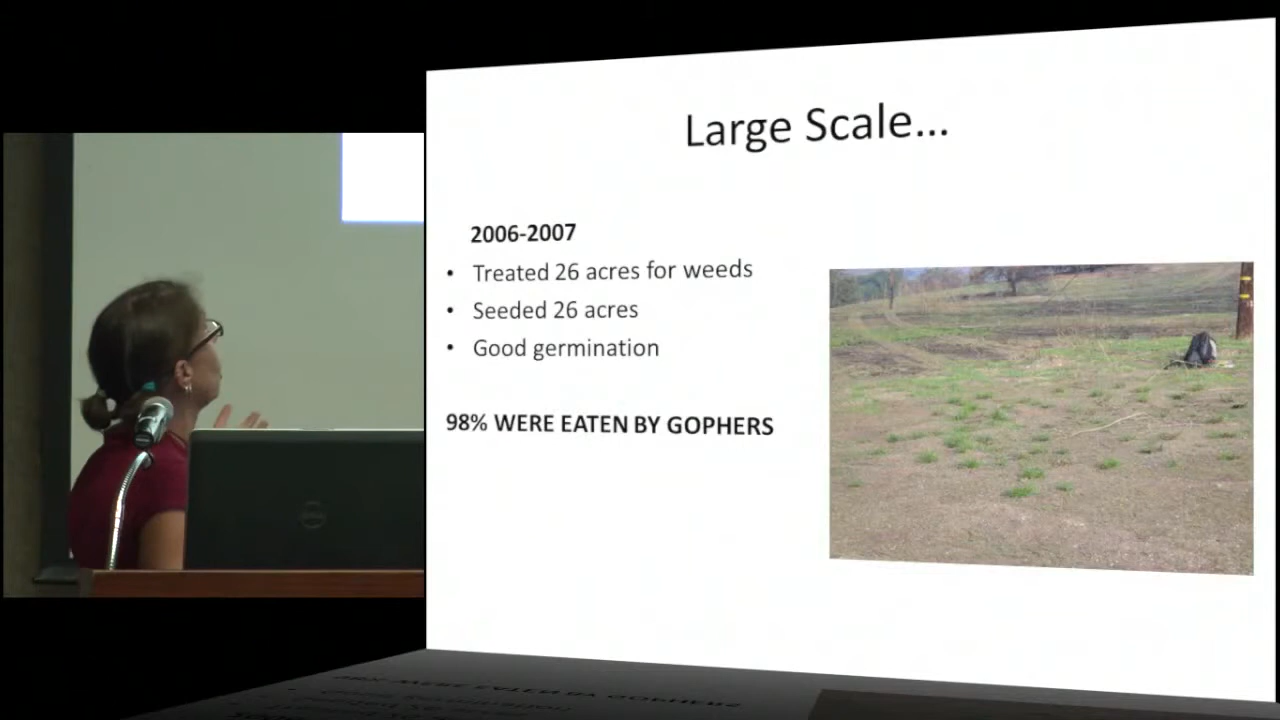 Large Scale...
2006-2007
• Treated 26 acres for weeds
• Seeded 26 acres
• Good germination
98% WERE EATEN BY GOPHERS